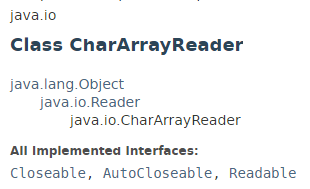 java.io
Class CharArrayReader
java.lang.Object
java.io.Reader
java.io.CharArrayReader
All Implemented Interfaces:
Closeable, AutoCloseable, Readable